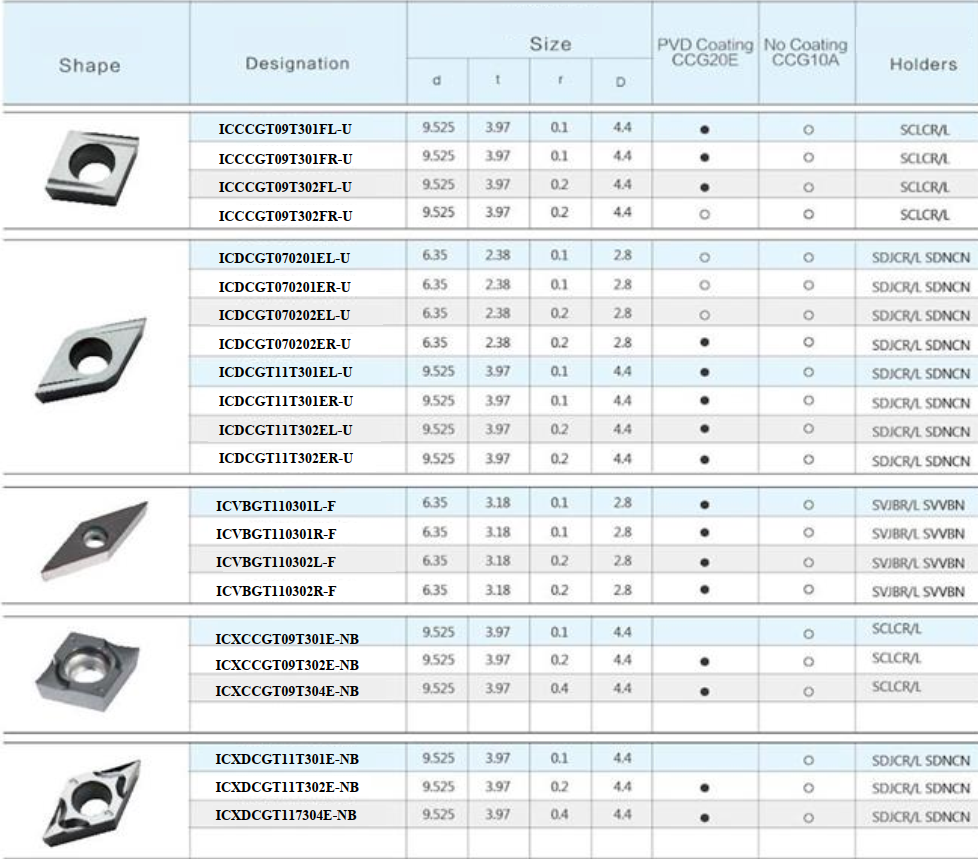 Shape Designation Size PVD Coating CCG20E No Coating CCG10A Holders
d t r D
ICCCGT09T301FL-U 9.525 3.97 0.1 4.4 ● ○ SCLCR/L
ICCCGT09T301FR-U 9.525 3.97 0.1 4.4 ● ○ SCLCR/L
ICCCGT09T302FL-U 9.525 3.97 0.2 4.4 ● ○ SCLCR/L
ICCCGT09T302FR-U 9.525 3.97 0.2 4.4 ○ ○ SCLCR/L
ICDCGT070201EL-U 6.35 2.38 0.1 2.8 ○ ○ SDJCR/L SDNCN
ICDCGT070201ER-U 6.35 2.38 0.1 2.8 ○ ○ SDJCR/L SDNCN
ICDCGT070202EL-U 6.35 2.38 0.2 2.8 ○ ○ SDJCR/L SDNCN
ICDCGT070202ER-U 6.35 2.38 0.2 2.8 ● ○ SDJCR/L SDNCN
ICDCGT11T301EL-U 9.525 3.97 0.1 4.4 ● ○ SDJCR/L SDNCN
ICDCGT11T301ER-U 9.525 3.97 0.1 4.4 ● ○ SDJCR/L SDNCN
ICDCGT11T302EL-U 9.525 3.97 0.2 4.4 ● ○ SDJCR/L SDNCN
ICDCGT11T302ER-U 9.525 3.97 0.2 4.4 ● ○ SDJCR/L SDNCN
ICVBGT110301L-F 6.35 3.18 0.1 2.8 ● ○ SVJBR/L SVVBN
ICVBGT110301R-F 6.35 3.18 0.1 2.8 ● ○ SVJBR/L SVVBN
ICVBGT110302L-F 6.35 3.18 0.2 2.8 ● ○ SVJBR/L SVVBN
ICVBGT110302R-F 6.35 3.18 0.2 2.8 ● ○ SVJBR/L SVVBN
ICXCCGT09T301E-NB 9.525 3.97 0.1 4.4 ○ SCLCR/L
ICXCCGT09T302E-NB 9.525 3.97 0.2 4.4 ● ○ SCLCR/L
ICXCCGT09T304E-NB 9.525 3.97 0.4 4.4 ● ○ SCLCR/L
ICXDCGT11T301E-NB 9.525 3.97 0.1 4.4 ○ SDJCR/L SDNCN
ICXDCGT11T302E-NB 9.525 3.97 0.2 4.4 ● ○ SDJCR/L SDNCN
ICXDCGT117304E-NB 9.525 3.97 0.4 4.4 ● ○ SDJCR/L SDNCN